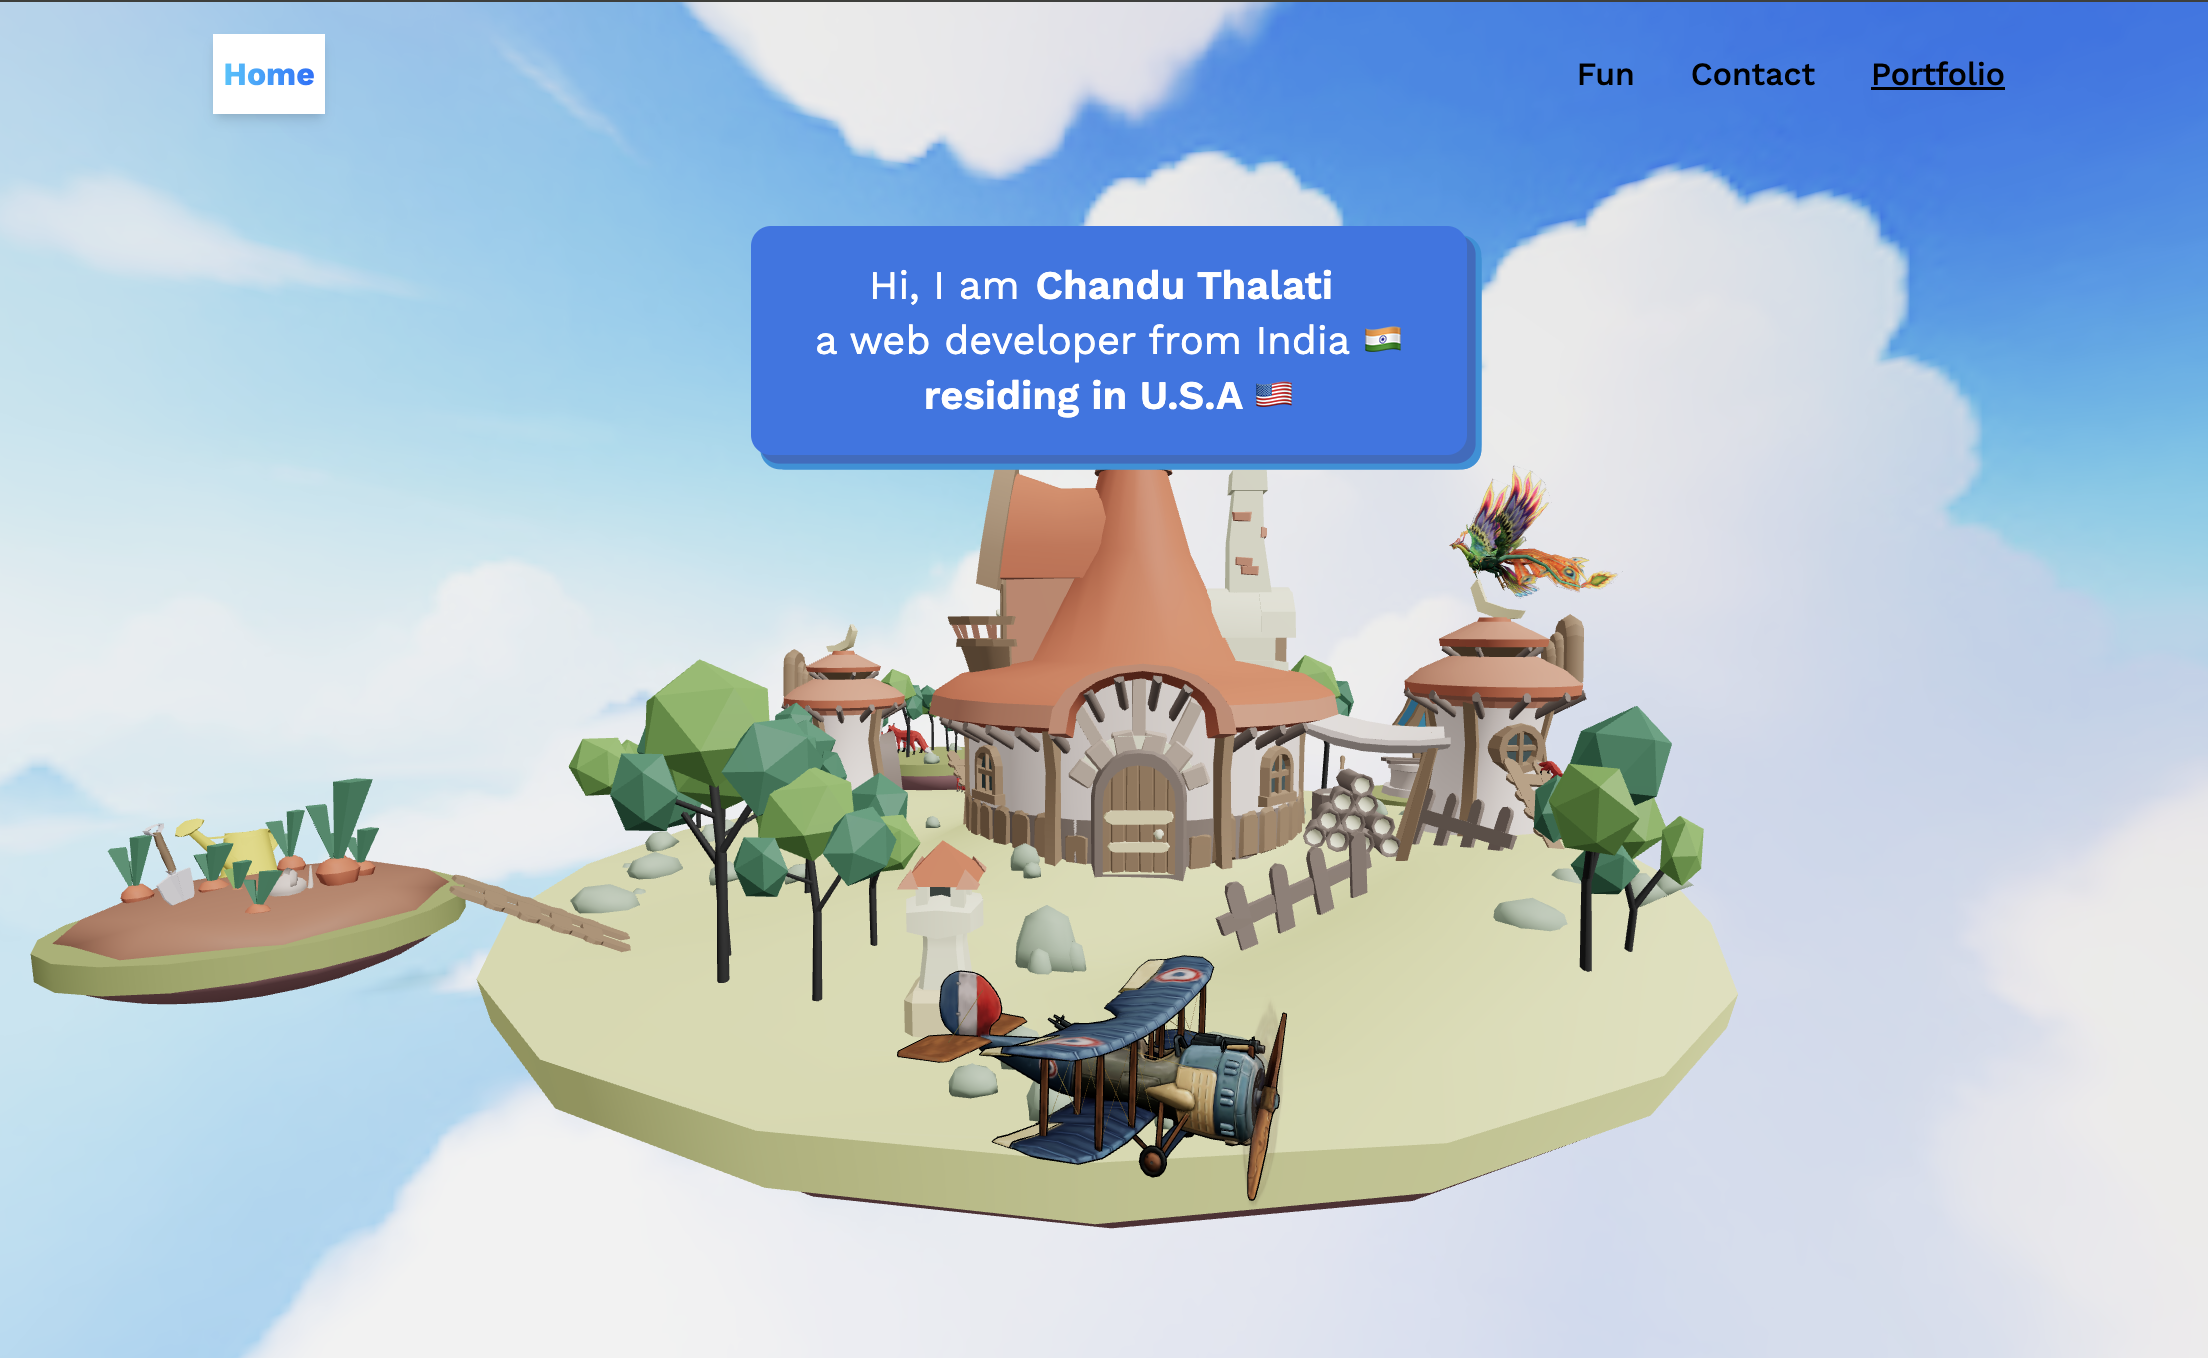 Home
Fun Contact Portfolio
Hi, I am Chandu Thalati
a web developer from India 🇮🇳
residing in U.S.A 🇺🇸